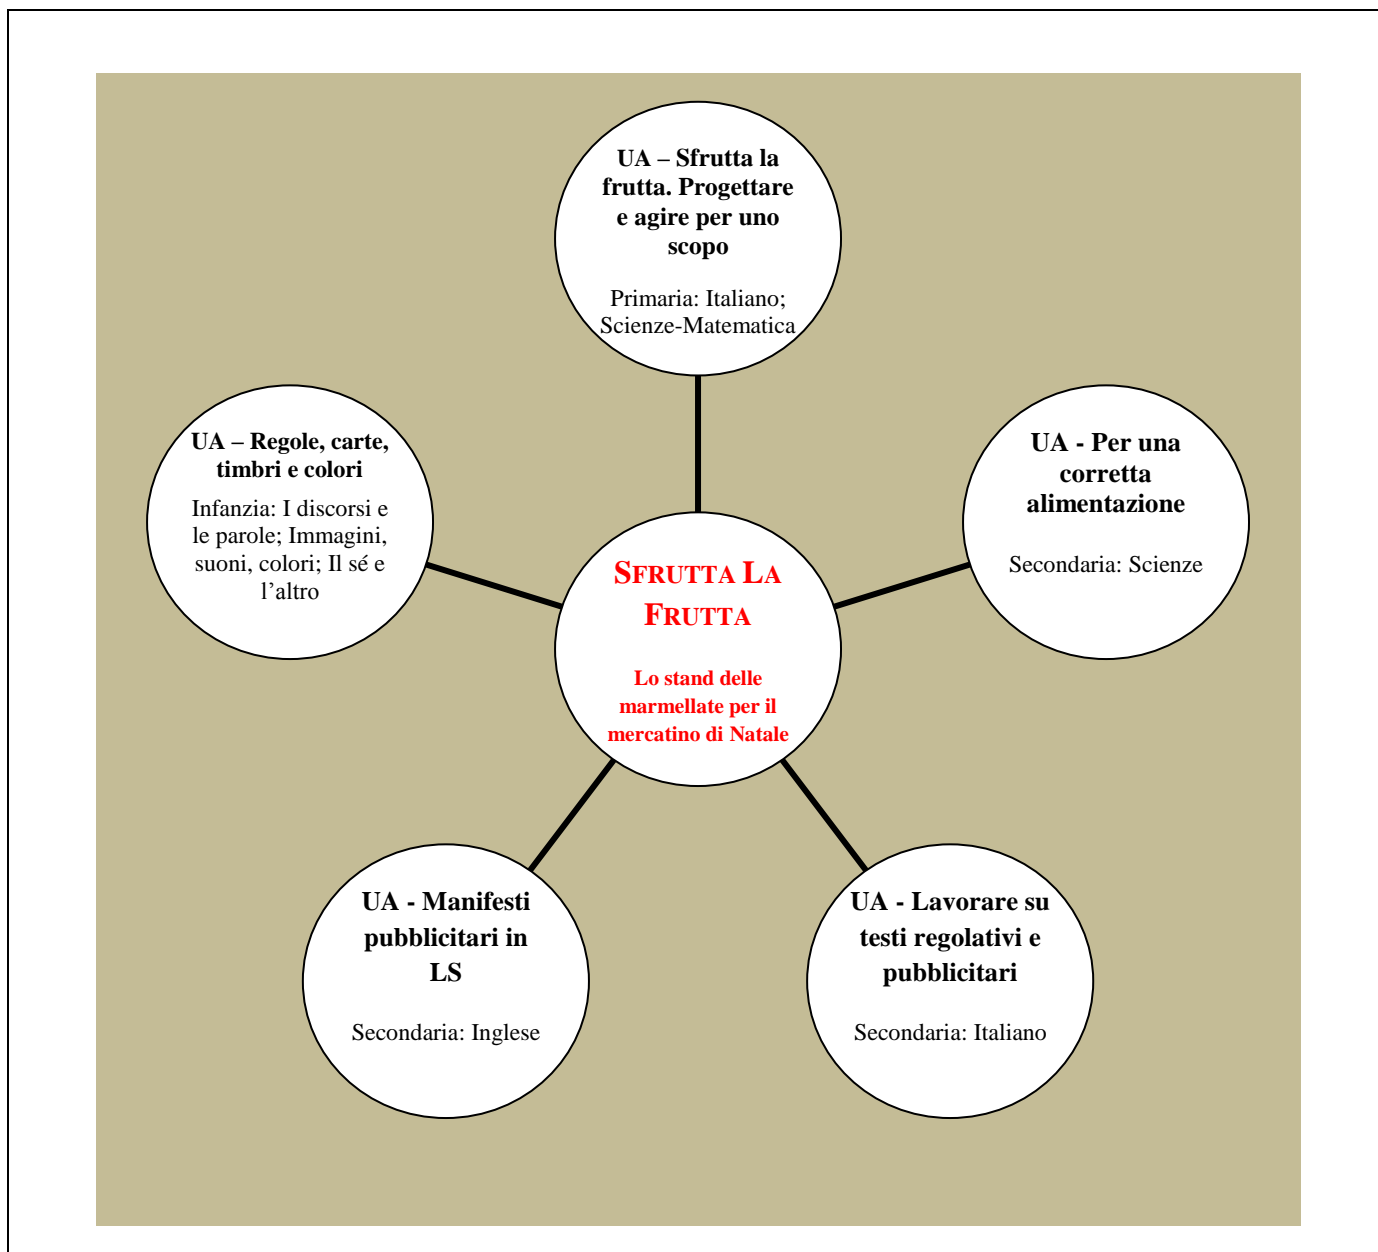 UA – Sfrutta la
frutta. Progettare
e agire per uno
scopo
Primaria: Italiano;
Scienze-Matematica
UA – Regole, carte,
timbri e colori
Infanzia: I discorsi e
le parole; Immagini,
suoni, colori; Il sé e
l’altro
UA - Per una
corretta
alimentazione
Secondaria: Scienze
SFRUTTA LA
FRUTTA
Lo stand delle
marmellate per il
mercatino di Natale
UA - Manifesti
pubblicitari in
LS
Secondaria: Inglese
UA - Lavorare su
testi regolativi e
pubblicitari
Secondaria: Italiano